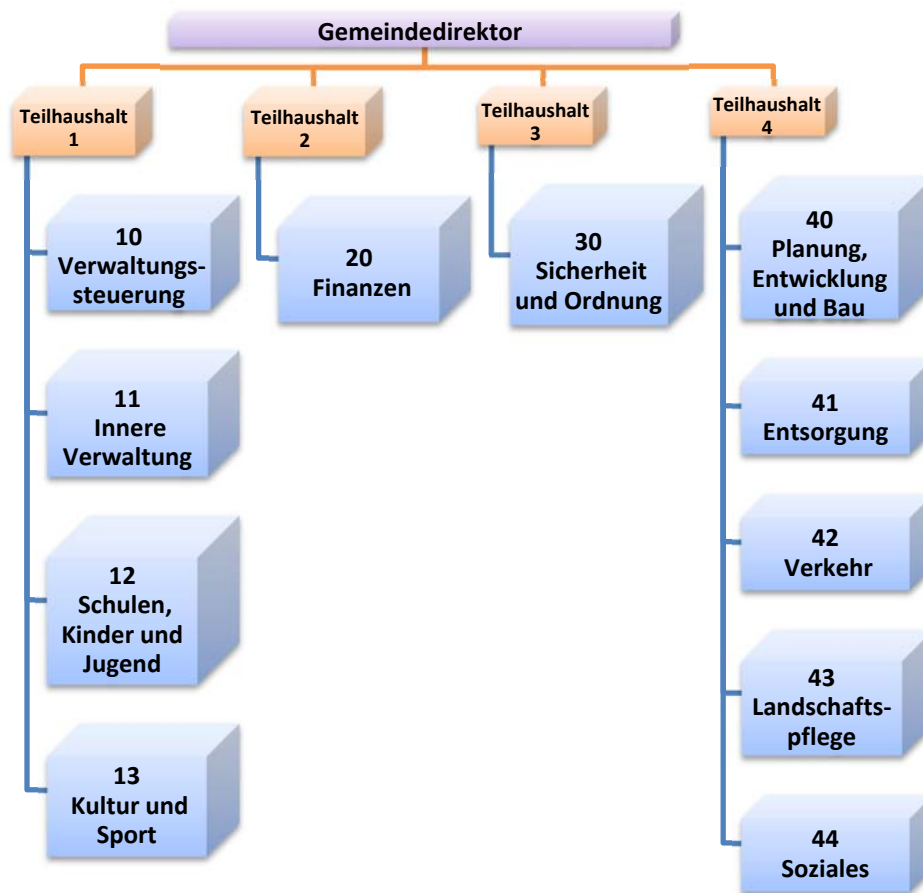 Gemeindedirektor
Teilhaushalt
1
Teilhaushalt
2
Teilhaushalt
3
Teilhaushalt
4
10
Verwaltungs-
steuerung
11
Innere
Verwaltung
12
Schulen,
Kinder und
Jugend
13
Kultur und
Sport
20
Finanzen
30
Sicherheit
und Ordnung
40
Planung,
Entwicklung
und Bau
41
Entsorgung
42
Verkehr
43
Landschafts-
pflege
44
Soziales